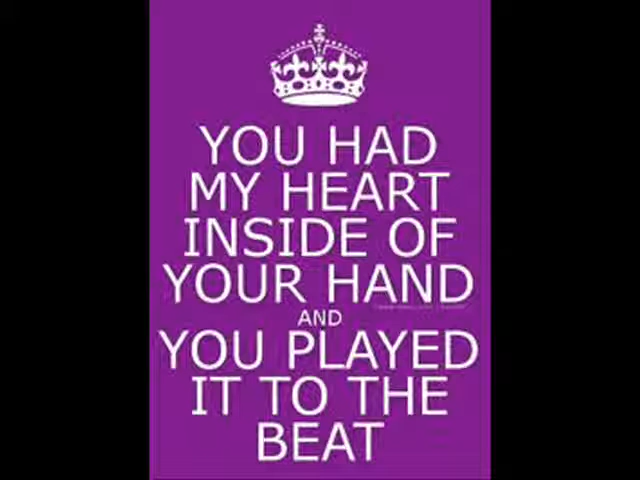 YOU HAD
MY HEART
INSIDE OF
YOUR HAND
AND
YOU PLAYED
IT TO THE
BEAT